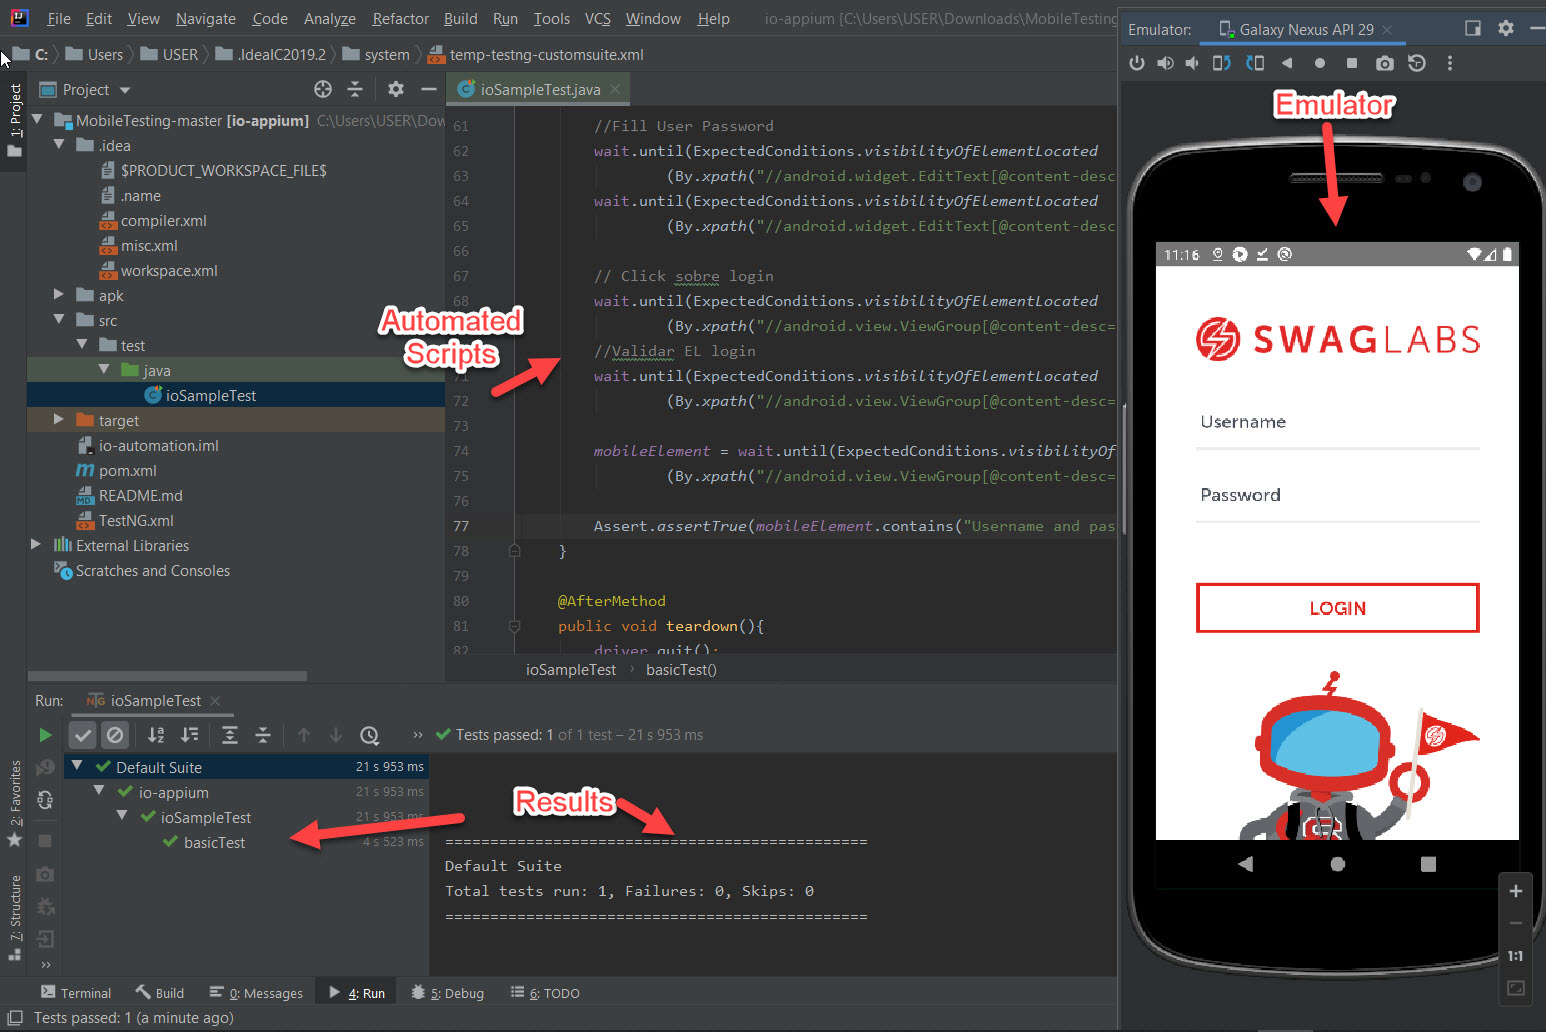 File Edit View Navigate Code Analyze Refactor Build Run Tools VCS Window Help io-appium [C:\Users\USER\Downloads\MobileTesting
Emulator: Galaxy Nexus API 29
C: Users USER .IdeaIC2019.2 system temp-testng-customsuite.xml
1: Project
Project
MobileTesting-master [io-appium] C:\Users\USER\Dow
.idea
$PRODUCT_WORKSPACE_FILE$
.name
compiler.xml
misc.xml
workspace.xml
apk
src
test
java
ioSampleTest
target
io-automation.iml
pom.xml
README.md
TestNG.xml
External Libraries
Scratches and Consoles
ioSampleTest.java
61 //Fill User Password
62 wait.until(ExpectedConditions.visibilityOfElementLocated
63 (By.xpath("//android.widget.EditText[@content-desc
64 wait.until(ExpectedConditions.visibilityOfElementLocated
65 (By.xpath("//android.widget.EditText[@content-desc
66
67 // Click sobre login
68 wait.until(ExpectedConditions.visibilityOfElementLocated
(By.xpath("//android.view.ViewGroup[@content-desc=
//Validar EL login
71 wait.until(ExpectedConditions.visibilityOfElementLocated
72 (By.xpath("//android.view.ViewGroup[@content-desc=
73
74 mobileElement = wait.until(ExpectedConditions.visibilityOf
75 (By.xpath("//android.view.ViewGroup[@content-desc=
76
77 Assert.assertTrue(mobileElement.contains("Username and pas
78 }
79
80 @AfterMethod
81 public void teardown(){
82 driver.quit();
ioSampleTest basicTest()
Automated
Scripts
Emulator
11:16
SWAGLABS
Username
Password
LOGIN
1:1
Run: ioSampleTest
Tests passed: 1 of 1 test – 21 s 953 ms
Default Suite 21 s 953 ms
io-appium 21 s 953 ms
ioSampleTest 21 s 953 ms
basicTest 4 s 523 ms
Results
===============================================
Default Suite
Total tests run: 1, Failures: 0, Skips: 0
===============================================
2: Favorites
7: Structure
Terminal Build 0: Messages 4: Run 5: Debug 6: TODO
Tests passed: 1 (a minute ago)